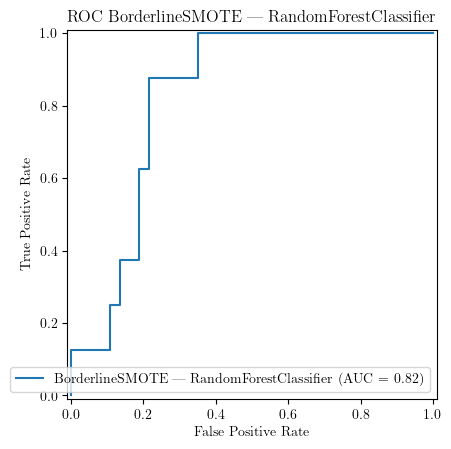 ROC BorderlineSMOTE — RandomForestClassifier
1.0
0.8
0.6
0.4
0.2
0.0
True Positive Rate
BorderlineSMOTE — RandomForestClassifier (AUC = 0.82)
0.0 0.2 0.4 0.6 0.8 1.0
False Positive Rate